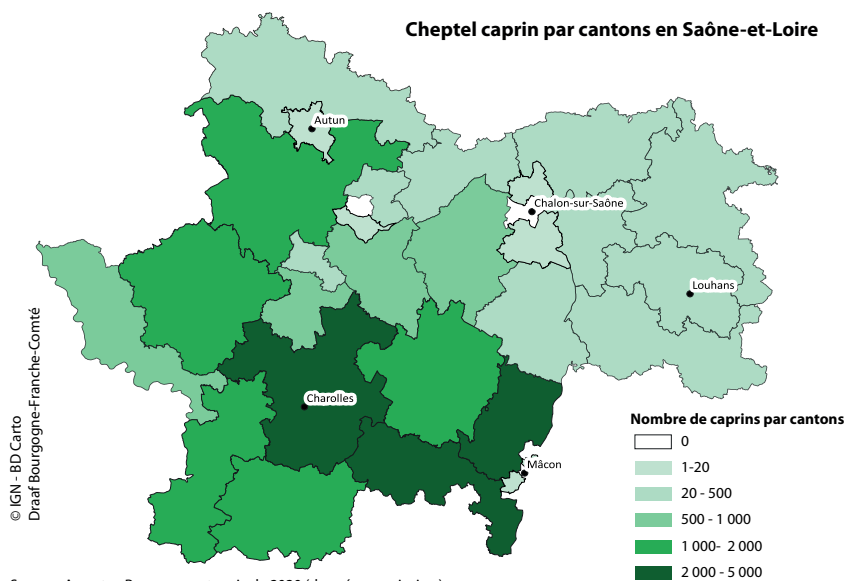 Cheptel caprin par cantons en Saône-et-Loire
Autun
Chalon-sur-Saône
Louhans
Charolles
Mâcon
Nombre de caprins par cantons
0
1-20
20 - 500
500 - 1 000
1 000- 2 000
2 000 - 5 000
© IGN - BD Carto
Draaf Bourgogne-Franche-Comté